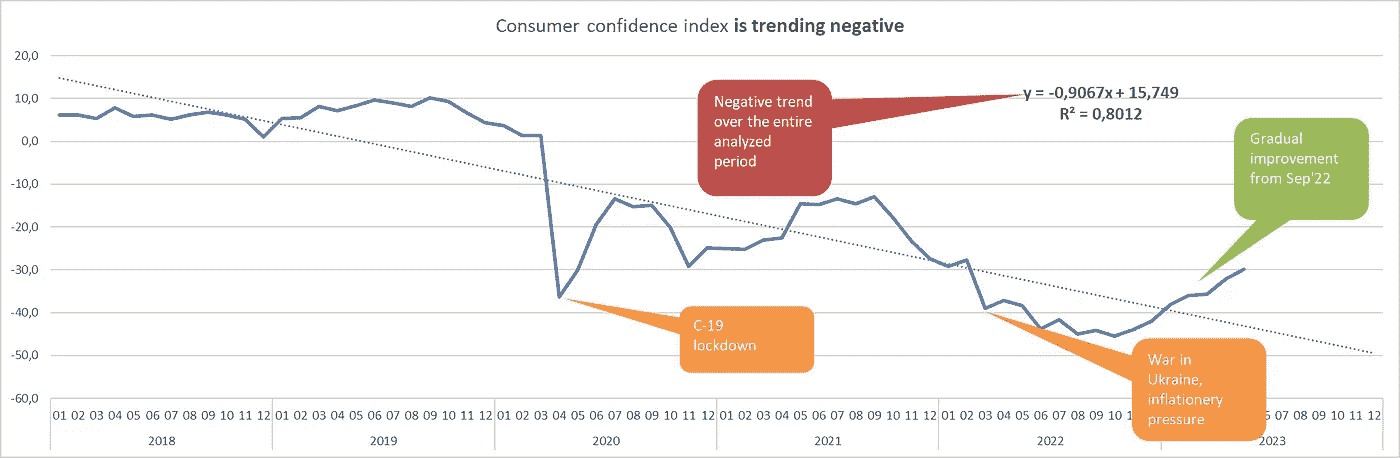 Consumer confidence index is trending negative
20,0
10,0
0,0
-10,0
-20,0
-30,0
-40,0
-50,0
-60,0
Negative trend
over the entire
analyzed
period
y = -0,9067x + 15,749
R² = 0,8012
Gradual
improvement
from Sep'22
C-19
lockdown
War in
Ukraine,
inflationery
pressure
01 02 03 04 05 06 07 08 09 10 11 12 01 02 03 04 05 06 07 08 09 10 11 12 01 02 03 04 05 06 07 08 09 10 11 12 01 02 03 04 05 06 07 08 09 10 11 12 01 02 03 04 05 06 07 08 09 10 07 08 09 10 11 12
2018 2019 2020 2021 2022 2023